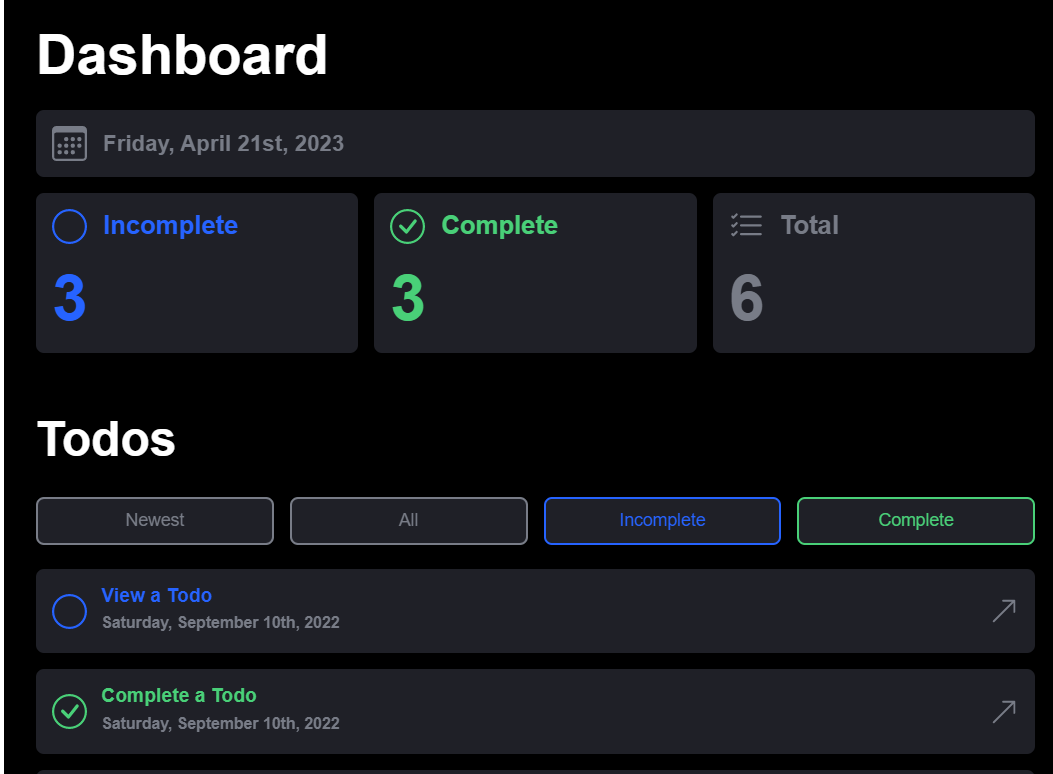 Dashboard
Friday, April 21st, 2023
Incomplete
3
Complete
3
Total
6
Todos
Newest
All
Incomplete
Complete
View a Todo
Saturday, September 10th, 2022
Complete a Todo
Saturday, September 10th, 2022